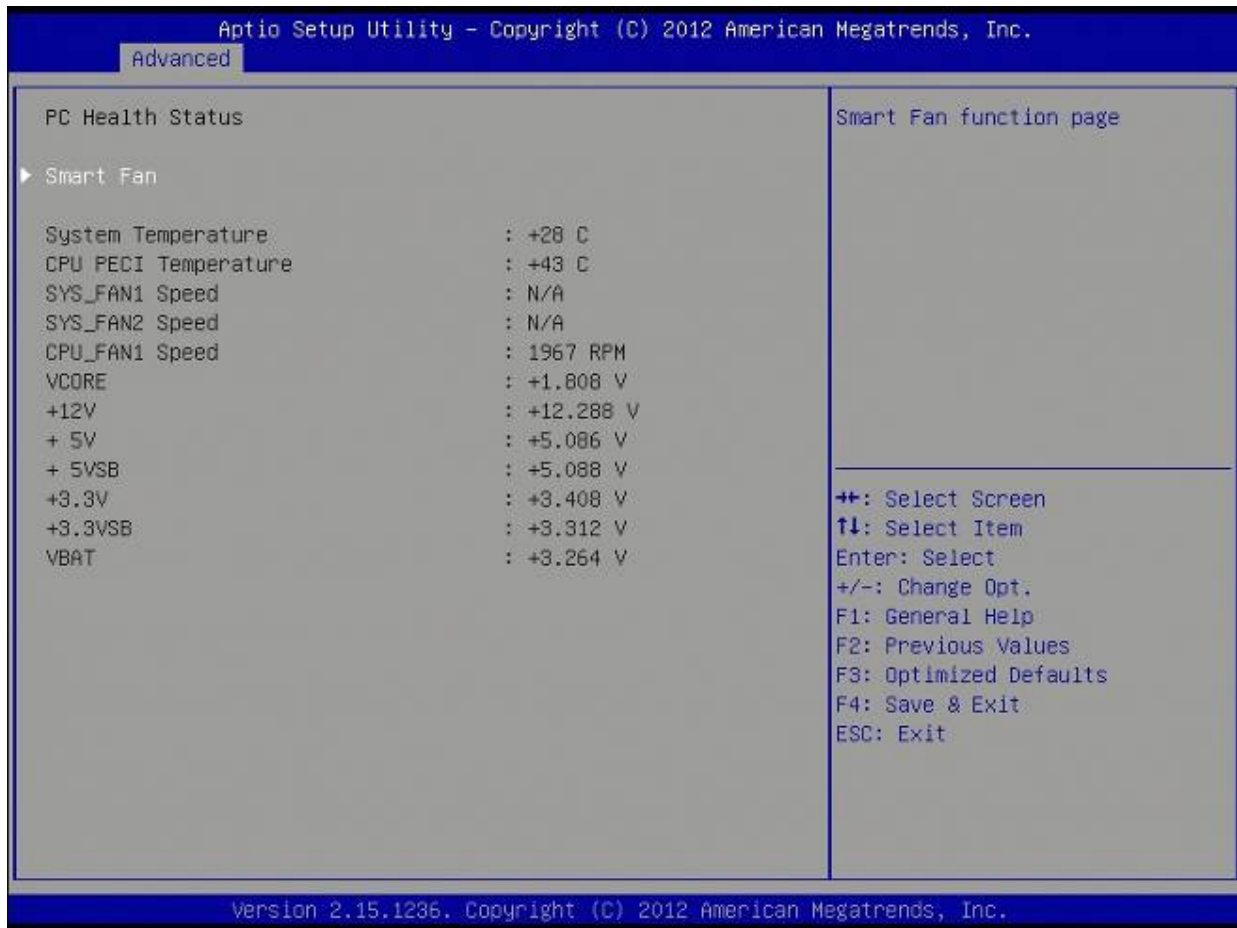 Aptio Setup Utility – Copyright (C) 2012 American Megatrends, Inc.
Advanced
PC Health Status
Smart Fan
System Temperature : +28 C
CPU PECI Temperature : +43 C
SYS_FAN1 Speed : N/A
SYS_FAN2 Speed : N/A
CPU_FAN1 Speed : 1967 RPM
VCORE : +1.808 V
+12V : +12.288 V
+ 5V : +5.086 V
+ 5VSB : +5.088 V
+3.3V : +3.408 V
+3.3VSB : +3.312 V
VBAT : +3.264 V
Smart Fan function page
→←: Select Screen
↑↓: Select Item
Enter: Select
+/-: Change Opt.
F1: General Help
F2: Previous Values
F3: Optimized Defaults
F4: Save & Exit
ESC: Exit
Version 2.15.1236. Copyright (C) 2012 American Megatrends, Inc.